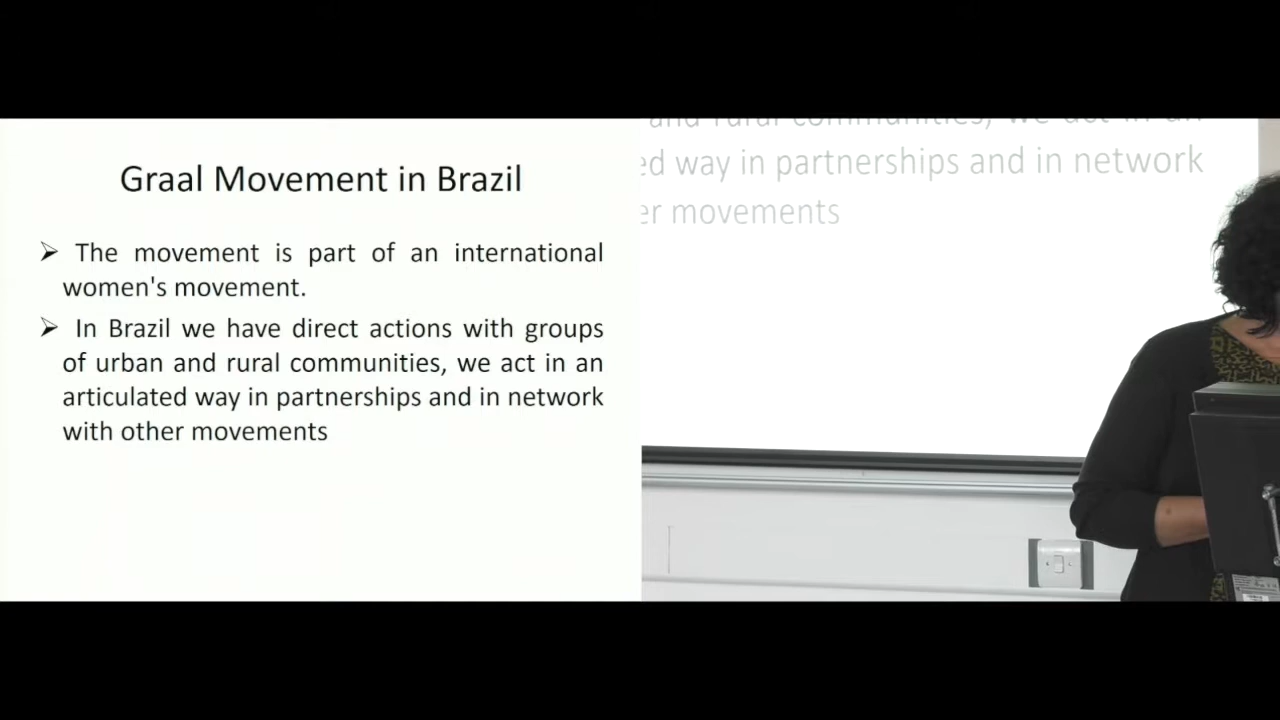 Graal Movement in Brazil
➢ The movement is part of an international
women's movement.
➢ In Brazil we have direct actions with groups
of urban and rural communities, we act in an
articulated way in partnerships and in network
with other movements
and rural communities, we act in an
ed way in partnerships and in network
er movements